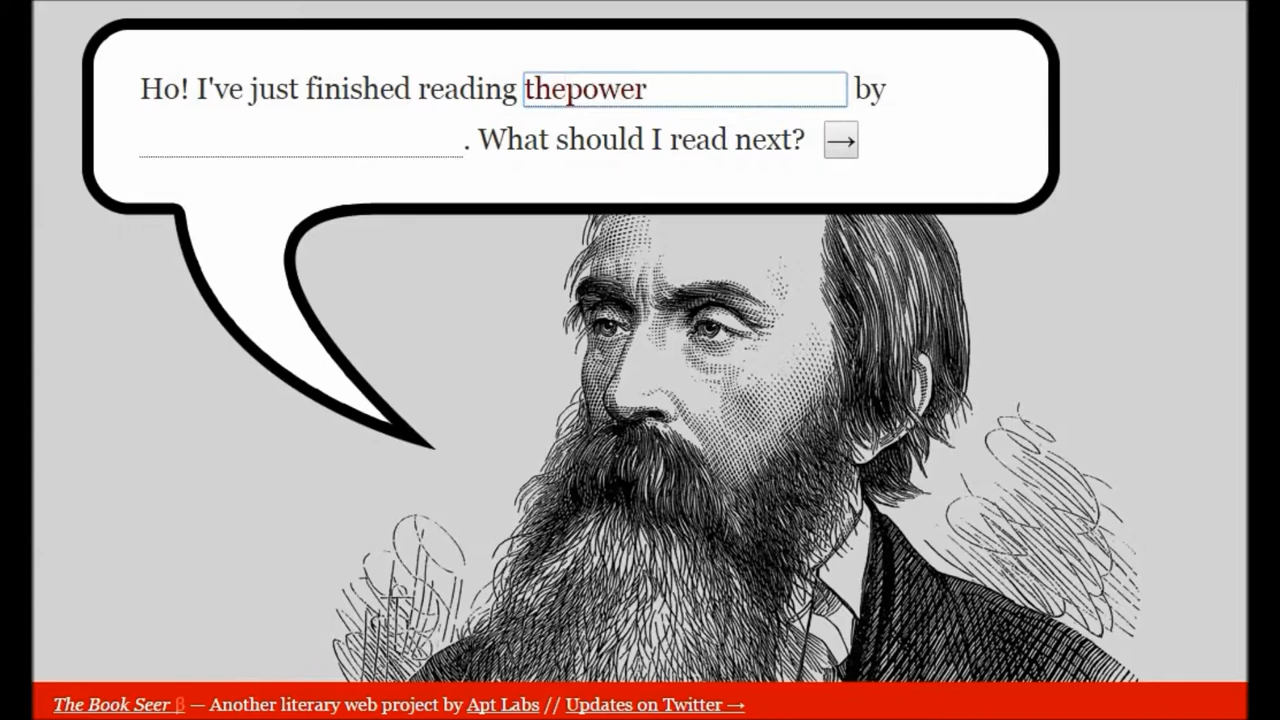 Ho! I've just finished reading thepower by
. What should I read next? →
The Book Seer β — Another literary web project by Apt Labs // Updates on Twitter →